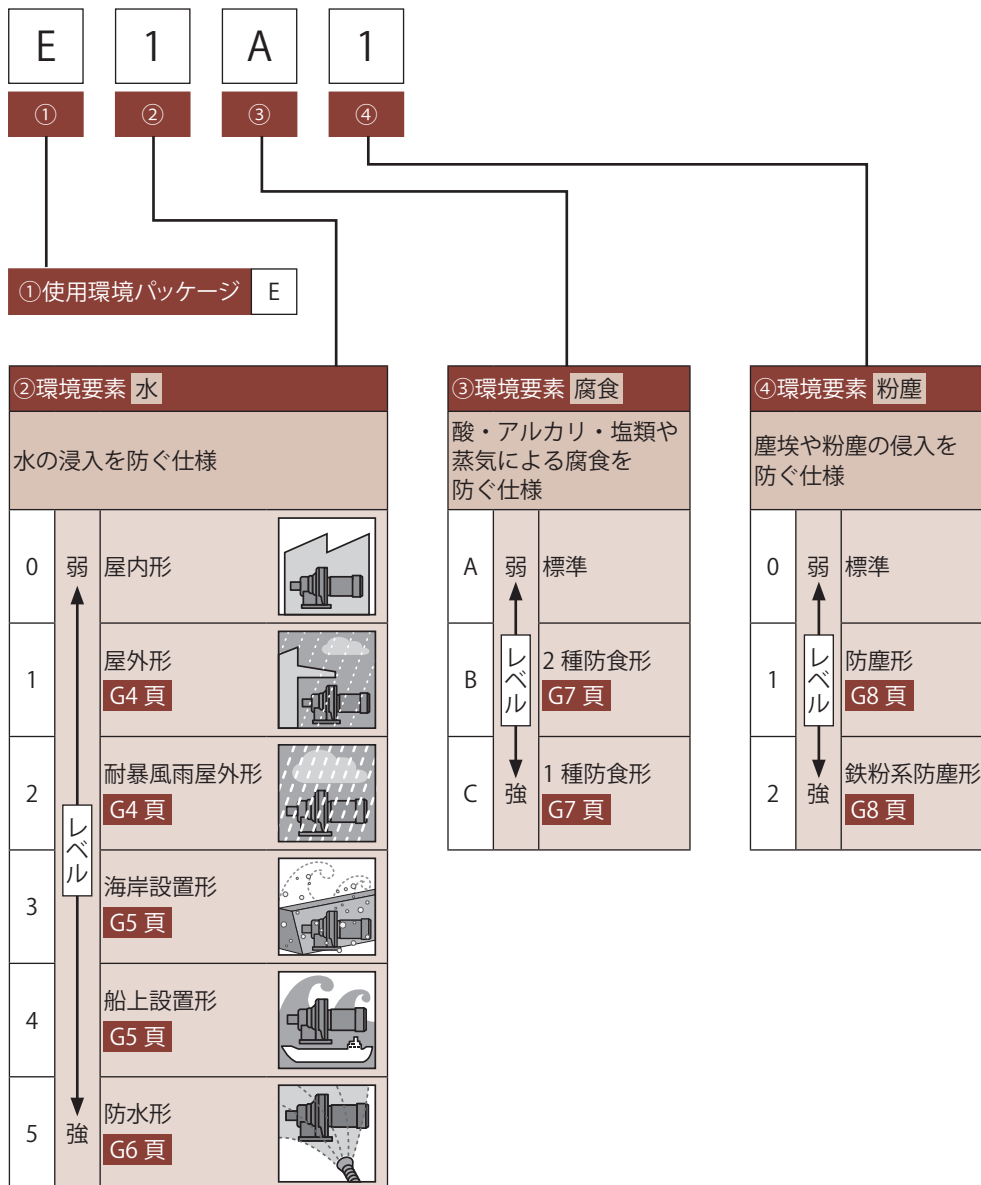 E 1 A 1
① ② ③ ④
①使用環境パッケージ E
②環境要素 水
水の浸入を防ぐ仕様
0 弱 屋内形
1 屋外形
G4 頁
2 耐暴風雨屋外形
G4 頁
レベル
3 海岸設置形
G5 頁
4 船上設置形
G5 頁
5 強 防水形
G6 頁
③環境要素 腐食
酸・アルカリ・塩類や
蒸気による腐食を
防ぐ仕様
A 弱 標準
レベル
B 2 種防食形
G7 頁
C 強 1 種防食形
G7 頁
④環境要素 粉塵
塵埃や粉塵の侵入を
防ぐ仕様
0 弱 標準
レベル
1 防塵形
G8 頁
2 強 鉄粉系防塵形
G8 頁